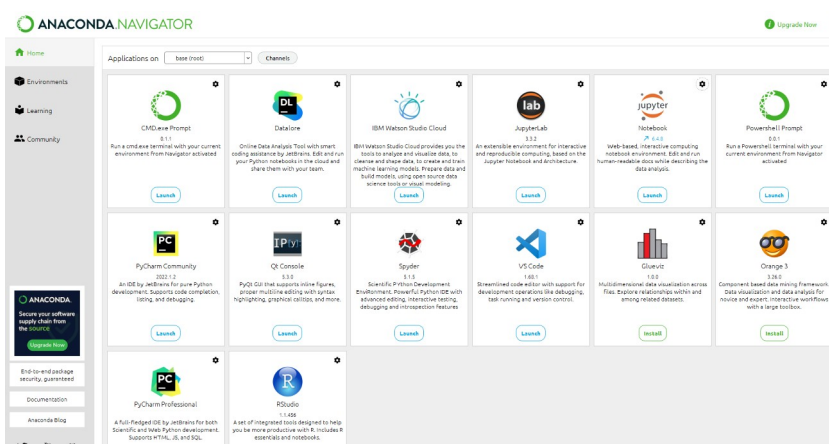 ANACONDA.NAVIGATOR
Upgrade Now
Home
Environments
Learning
Community
Applications on
base (root)
Channels
CMD.exe Prompt
0.1.1
Run a cmd.exe terminal with your current
environment from Navigator activated
Launch
DL
Datalore
Online Data Analysis Tool with smart
coding assistance by JetBrains. Edit and run
your Python notebooks in the cloud and
share them with your team.
Launch
IBM Watson Studio Cloud
IBM Watson Studio Cloud provides you the
tools to analyze and visualize data, to
cleanse and shape data, to create and train
machine learning models. Prepare data and
build models, using open source data
science tools or visual modeling.
Launch
lab
JupyterLab
3.3.2
An extensible environment for interactive
and reproducible computing, based on the
Jupyter Notebook and Architecture.
Launch
jupyter
Notebook
6.4.8
Web-based, interactive computing
notebook environment. Edit and run
human-readable docs while describing the
data analysis.
Launch
Powershell Prompt
0.0.1
Run a Powershell terminal with your
current environment from Navigator
activated
Launch
PC
PyCharm Community
2022.1.2
An IDE by JetBrains for pure Python
development. Supports code completion,
listing, and debugging.
Launch
IP[y]:
Qt Console
5.3.0
PyQt GUI that supports inline figures,
proper multiline editing with syntax
highlighting, graphical calltips, and more.
Launch
Spyder
5.1.5
Scientific PYthon Development
EnviRonment. Powerful Python IDE with
advanced editing, interactive testing,
debugging and introspection features
Launch
VS Code
1.60.1
Streamlined code editor with support for
development operations like debugging,
task running and version control.
Launch
Glueviz
1.0.0
Multidimensional data visualization across
files. Explore relationships within and
among related datasets.
Install
Orange 3
3.26.0
Component based data mining framework.
Data visualization and data analysis for
novice and expert. Interactive workflows
with a large toolbox.
Install
PC
PyCharm Professional
A full-fledged IDE by JetBrains for both
Scientific and Web Python development.
Supports HTML, JS, and SQL.
R
RStudio
1.1.456
A set of integrated tools designed to help
you be more productive with R. Includes R
essentials and notebooks.
ANACONDA.
Secure your software
supply chain from
the source
Upgrade Now
End-to-end package
security, guaranteed
Documentation
Anaconda Blog